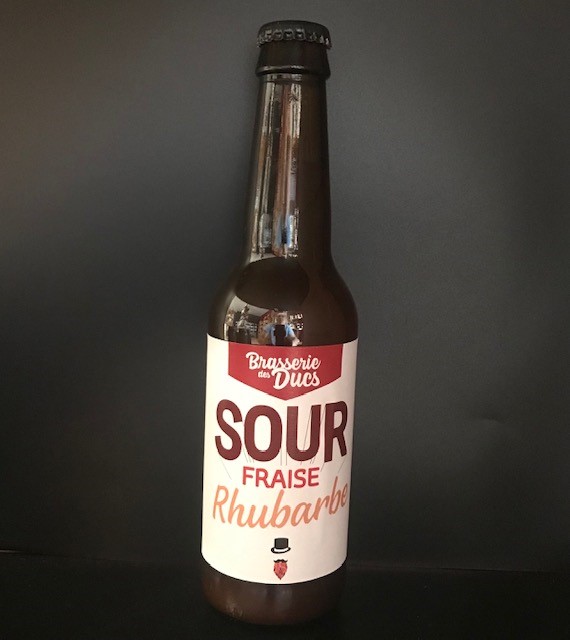 Brasserie
des Ducs
SOUR
FRAISE
Rhubarbe